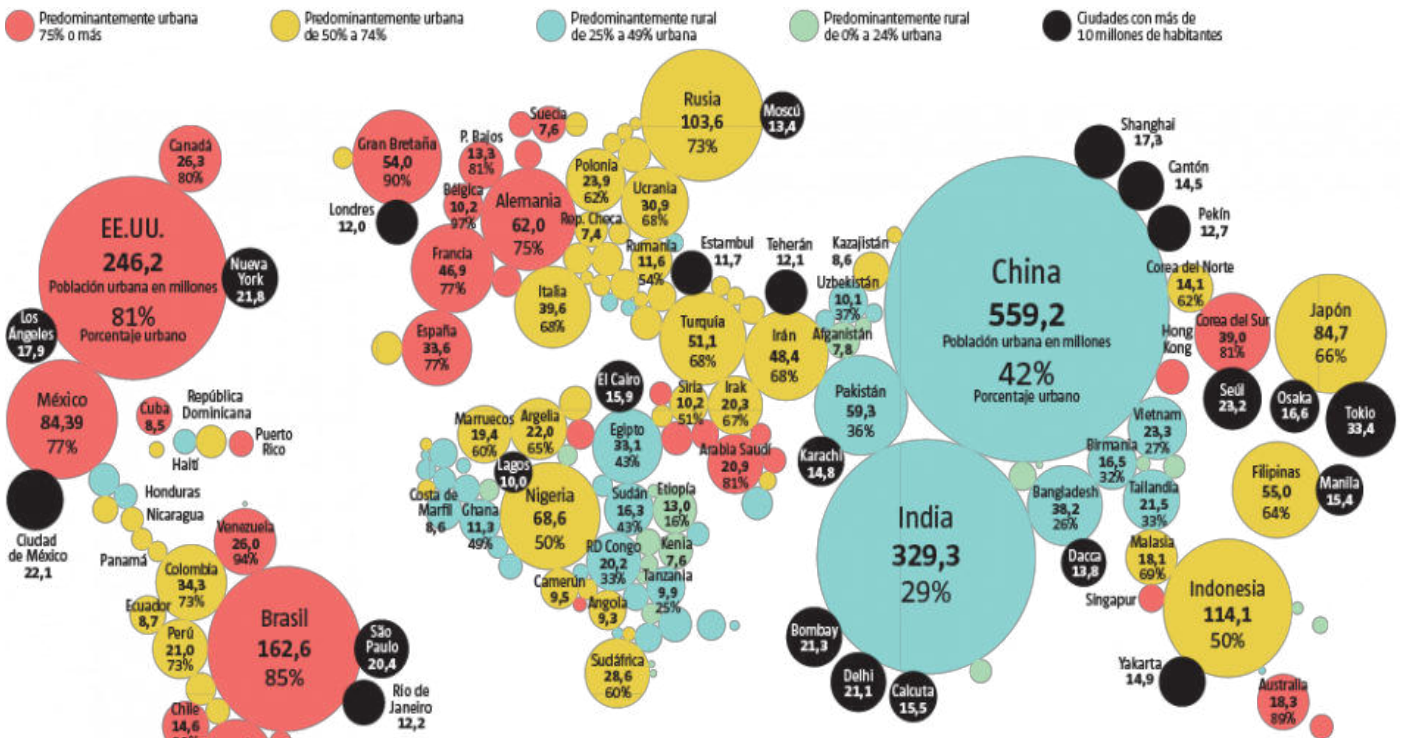 Predominantemente urbana
75% o más
Predominantemente urbana
de 50% a 74%
Predominantemente rural
de 25% a 49% urbana
Predominantemente rural
de 0% a 24% urbana
Ciudades con más de
10 millones de habitantes
Canadá
26,3
80%
EE.UU.
246,2
Población urbana en millones
81%
Porcentaje urbano
Nueva
York
21,8
Los
Ángeles
17,9
México
84,39
77%
Ciudad
de México
22,1
Cuba
8,5
República
Dominicana
Haití
Puerto
Rico
Honduras
Nicaragua
Panamá
Venezuela
26,0
94%
Colombia
34,3
73%
Ecuador
8,7
Perú
21,0
73%
Brasil
162,6
85%
São
Paulo
20,4
Río de
Janeiro
12,2
Chile
14,6
Gran Bretaña
54,0
90%
Londres
12,0
P. Bajos
13,3
81%
Bélgica
10,2
97%
Suecia
7,6
Alemania
62,0
75%
Francia
46,9
77%
España
33,6
77%
Italia
39,6
68%
Polonia
23,9
62%
Rep. Checa
7,4
Ucrania
30,9
68%
Rumania
11,6
54%
Rusia
103,6
73%
Moscú
13,4
Estambul
11,7
Teherán
12,1
Turquía
51,1
68%
Irán
48,4
68%
Kazajistán
8,6
Uzbekistán
10,1
37%
Afganistán
7,8
Pakistán
59,3
36%
Karachi
14,8
El Cairo
15,9
Siria
10,2
51%
Irak
20,3
67%
Arabia Saudí
20,9
81%
Marruecos
19,4
60%
Argelia
22,0
65%
Egipto
33,1
43%
Lagos
10,0
Nigeria
68,6
50%
Costa de
Marfil
8,6
Ghana
11,3
49%
Sudán
16,3
43%
Etiopía
13,0
16%
RD Congo
20,2
33%
Kenia
7,6
Tanzania
9,9
25%
Camerún
9,5
Angola
9,3
Sudáfrica
28,6
60%
China
559,2
Población urbana en millones
42%
Porcentaje urbano
Shanghai
17,3
Cantón
14,5
Pekín
12,7
Corea del Norte
14,1
62%
Hong
Kong
Corea del Sur
39,0
81%
Seúl
23,2
Japón
84,7
66%
Osaka
16,6
Tokio
33,4
India
329,3
29%
Bombay
21,3
Delhi
21,1
Calcuta
15,5
Bangladesh
38,2
26%
Dacca
13,8
Birmania
16,5
32%
Vietnam
23,3
27%
Tailandia
21,5
33%
Malasia
18,1
69%
Singapur
Filipinas
55,0
64%
Manila
15,4
Indonesia
114,1
50%
Yakarta
14,9
Australia
18,3
89%